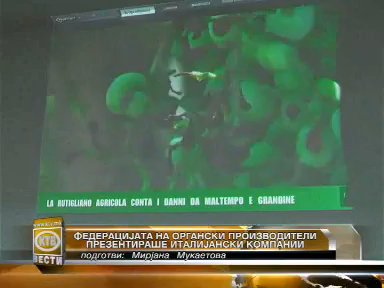 LA RUTIGLIANO AGRICOLA CONTA I DANNI DA MALTEMPO E GRANDINE
ФЕДЕРАЦИЈАТА НА ОРГАНСКИ ПРОИЗВОДИТЕЛИ
ПРЕЗЕНТИРАШЕ ИТАЛИЈАНСКИ КОМПАНИИ
КТВ
ВЕСТИ
подготви: Мирјана Мукаетова